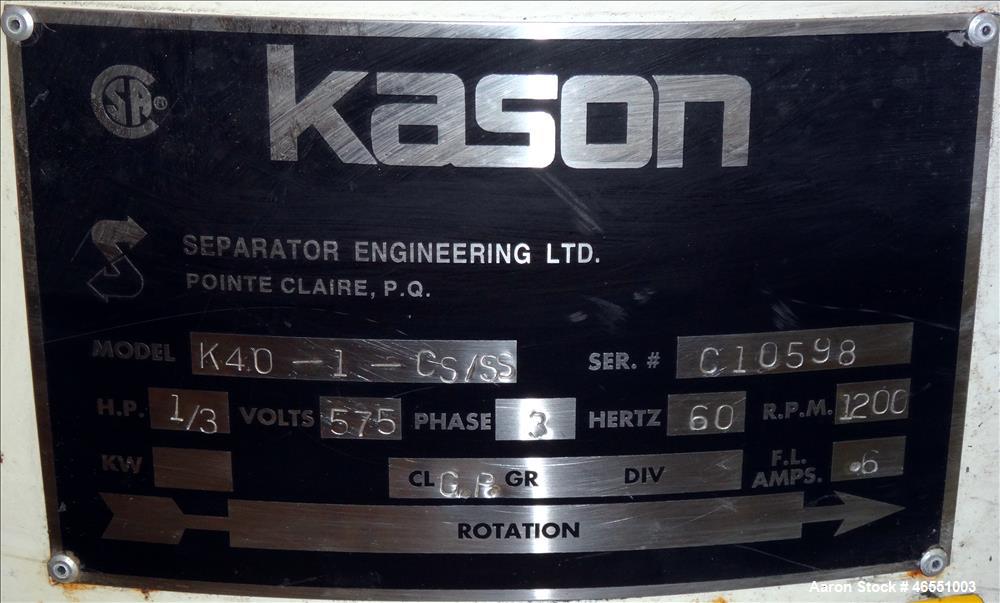 CSA®
kason
SEPARATOR ENGINEERING LTD.
POINTE CLAIRE, P.Q.
MODEL K40-1-CS/SS SER. # C10598
H.P. 1/3 VOLTS 575 PHASE 3 HERTZ 60 R.P.M. 1200
KW CL G.P. GR DIV F.L. AMPS. .6
ROTATION
Aaron Stock # 46551003